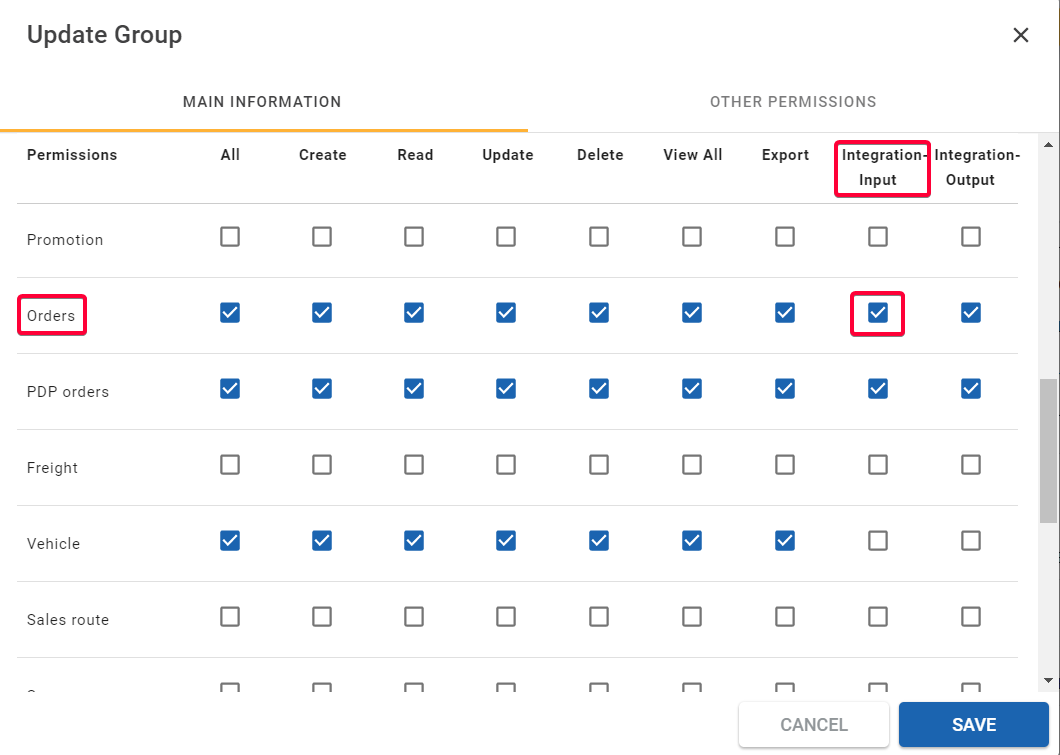 Update Group
MAIN INFORMATION OTHER PERMISSIONS
Permissions All Create Read Update Delete View All Export Integration- Integration-
Input Output
Promotion
Orders
PDP orders
Freight
Vehicle
Sales route
CANCEL SAVE